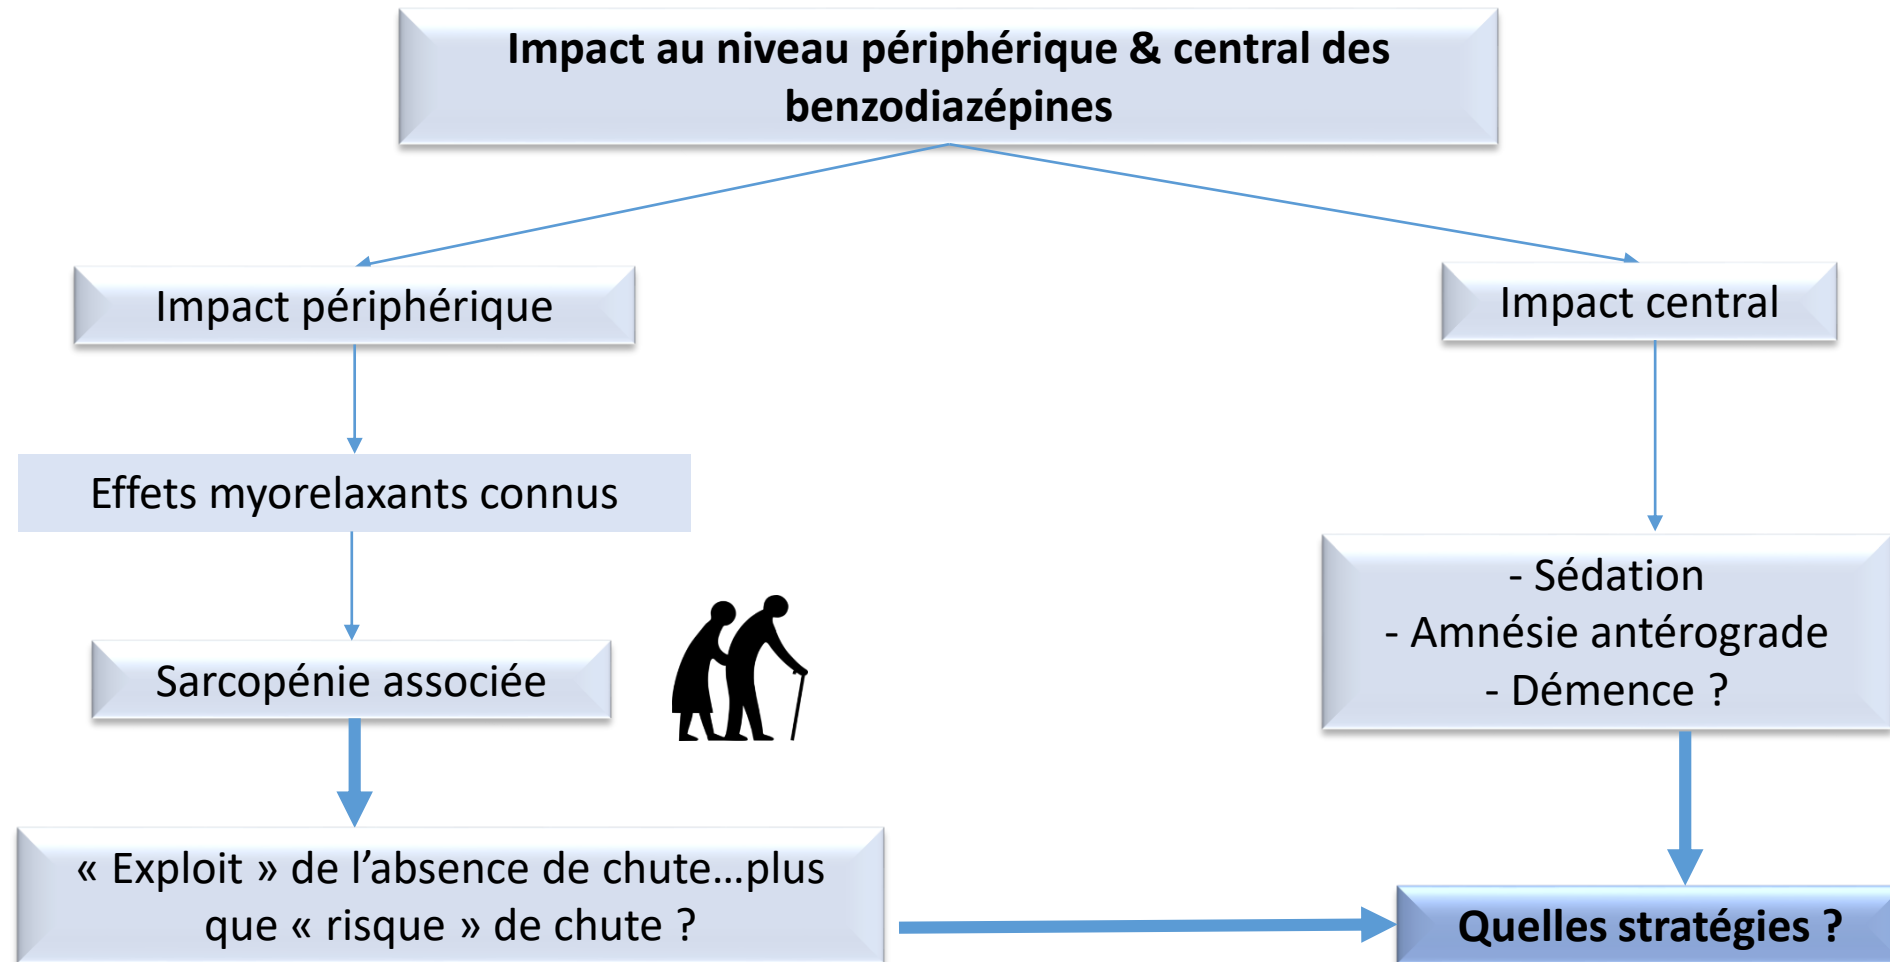 Impact au niveau périphérique & central des
benzodiazépines
Impact périphérique
Impact central
Effets myorelaxants connus
- Sédation
- Amnésie antérograde
- Démence ?
Sarcopénie associée
« Exploit » de l’absence de chute…plus
que « risque » de chute ?
Quelles stratégies ?